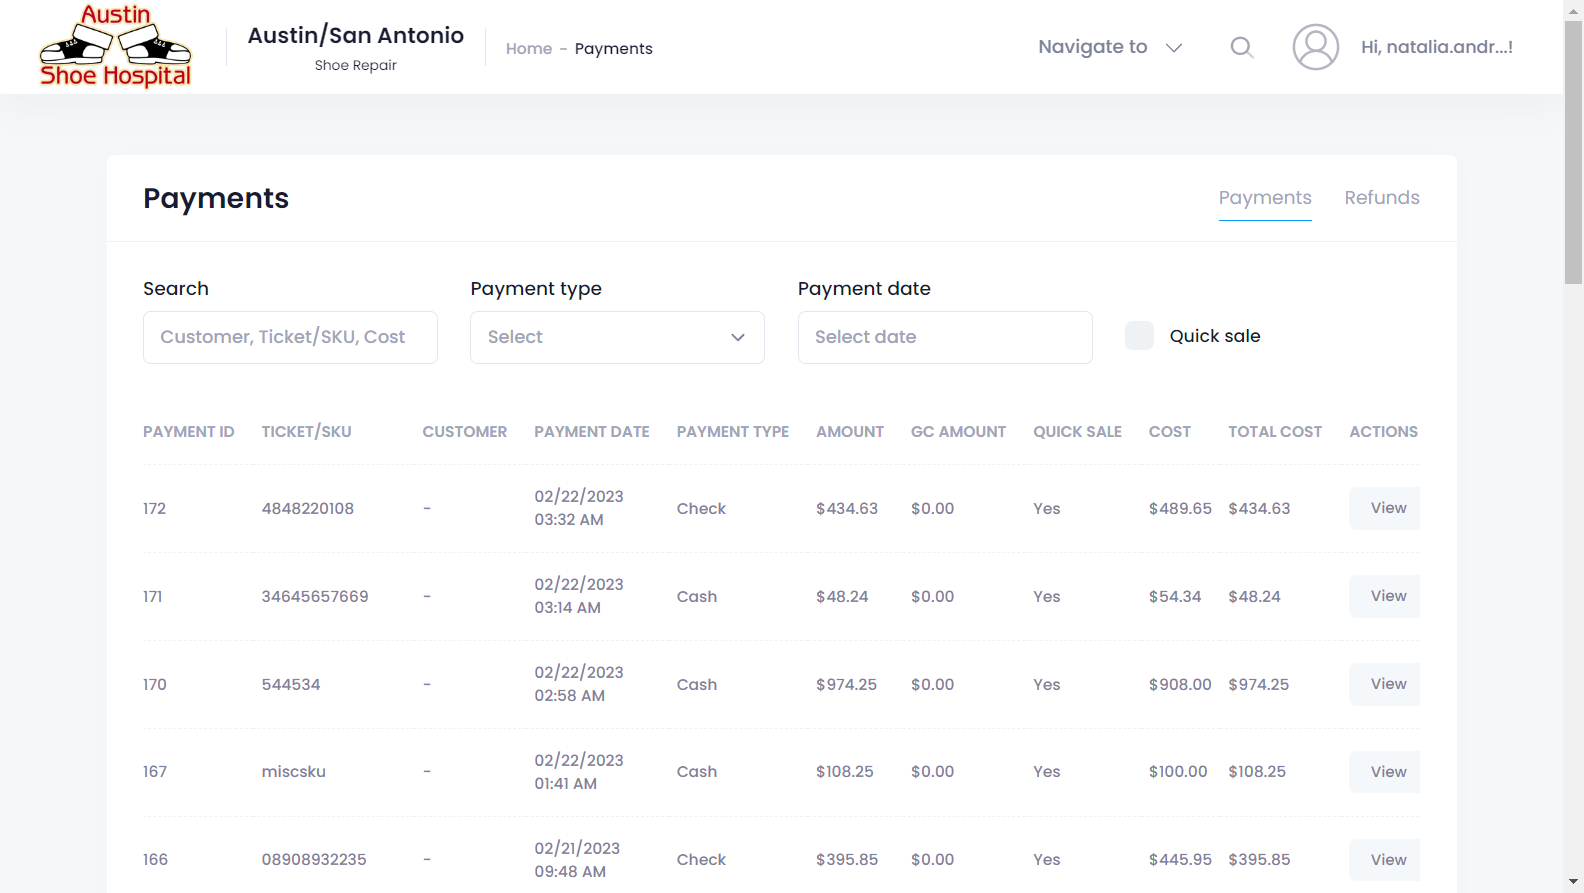 Austin
Shoe Hospital
Austin/San Antonio
Shoe Repair
Home - Payments
Navigate to
Hi, natalia.andr...!
Payments
Payments Refunds
Search Payment type Payment date
Customer, Ticket/SKU, Cost Select Select date Quick sale
PAYMENT ID TICKET/SKU CUSTOMER PAYMENT DATE PAYMENT TYPE AMOUNT GC AMOUNT QUICK SALE COST TOTAL COST ACTIONS
172 4848220108 - 02/22/2023 03:32 AM Check $434.63 $0.00 Yes $489.65 $434.63 View
171 34645657669 - 02/22/2023 03:14 AM Cash $48.24 $0.00 Yes $54.34 $48.24 View
170 544534 - 02/22/2023 02:58 AM Cash $974.25 $0.00 Yes $908.00 $974.25 View
167 miscsku - 02/22/2023 01:41 AM Cash $108.25 $0.00 Yes $100.00 $108.25 View
166 08908932235 - 02/21/2023 09:48 AM Check $395.85 $0.00 Yes $445.95 $395.85 View